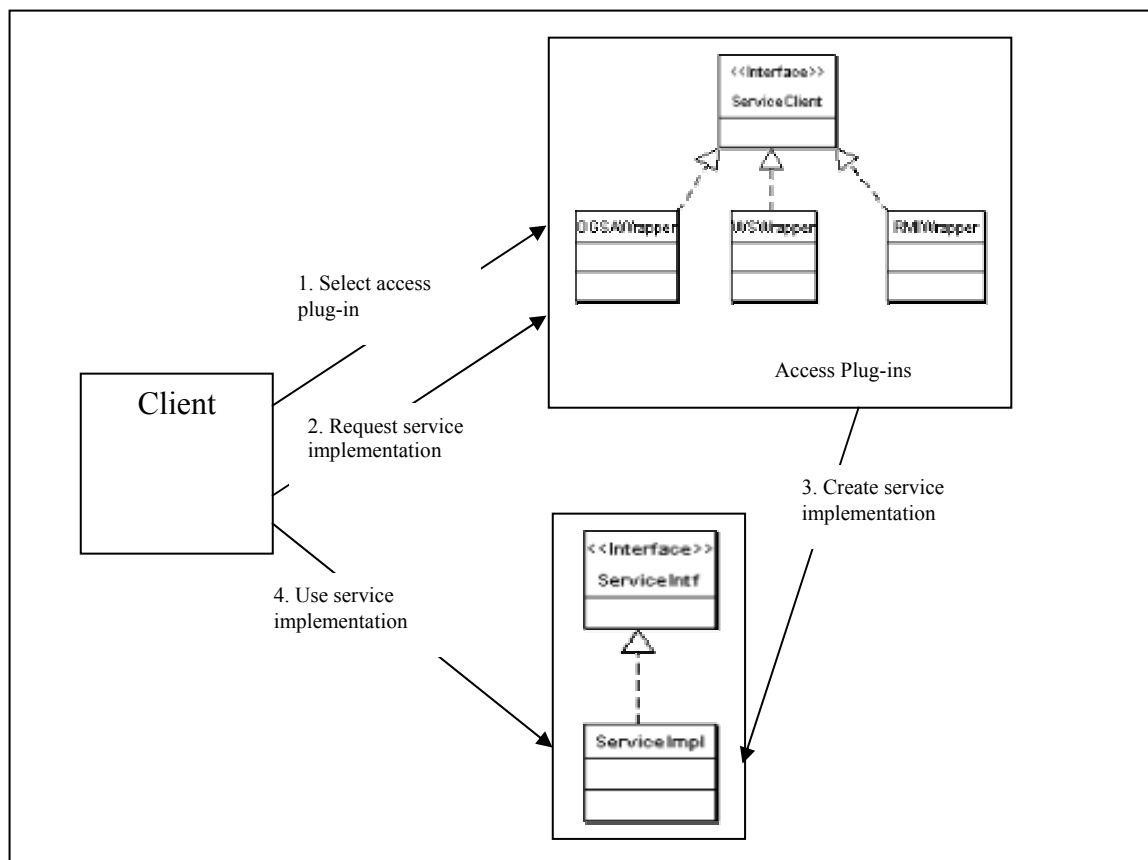 <<Interface>>
ServiceClient
OGSAWrapper
WSWrapper
RMIWrapper
Access Plug-ins
1. Select access
plug-in
Client
2. Request service
implementation
3. Create service
implementation
<<Interface>>
ServiceIntf
4. Use service
implementation
ServiceImpl